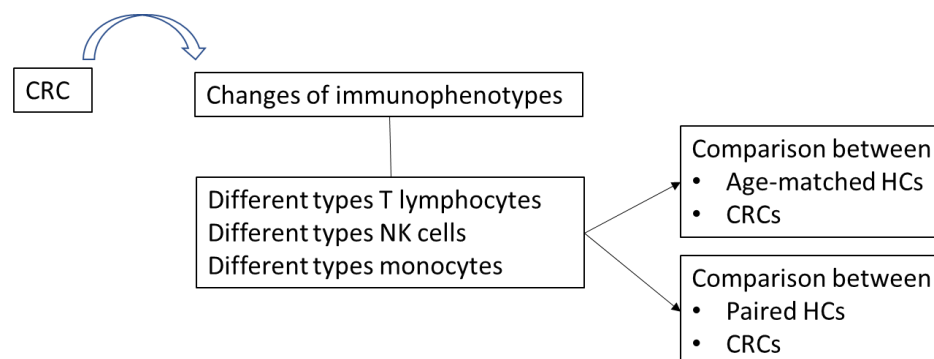 CRC
Changes of immunophenotypes
Different types T lymphocytes
Different types NK cells
Different types monocytes
Comparison between
• Age-matched HCs
• CRCs
Comparison between
• Paired HCs
• CRCs